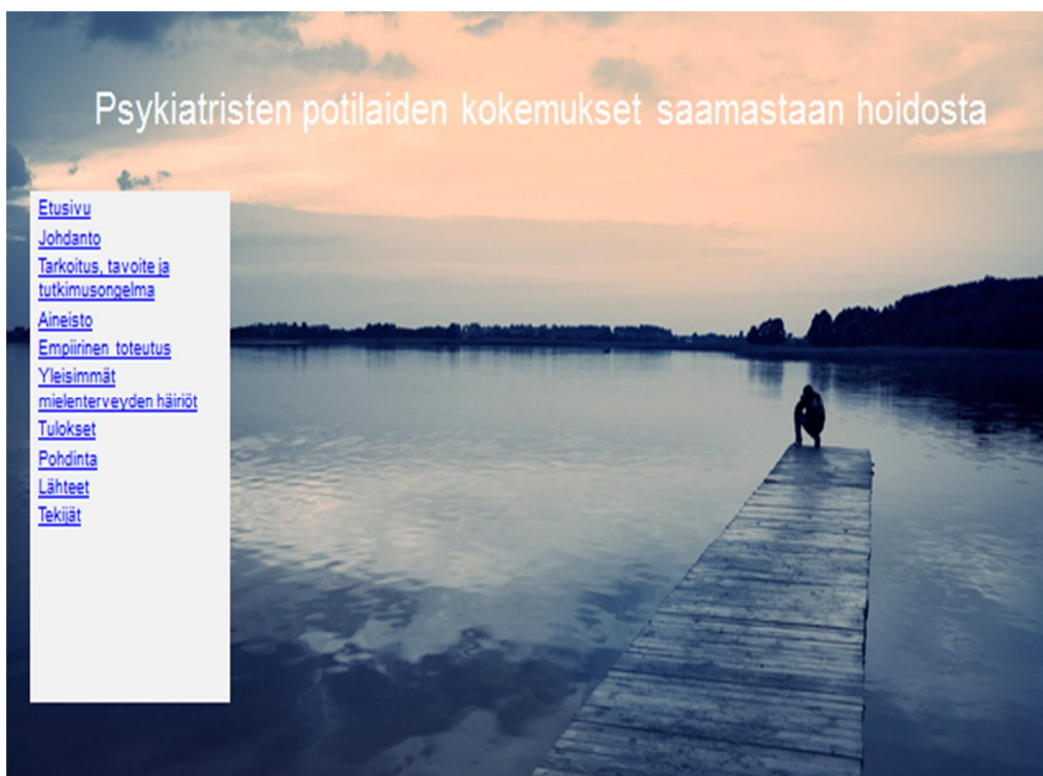 Psykiatristen potilaiden kokemukset saamastaan hoidosta
Etusivu
Johdanto
Tarkoitus, tavoite ja
tutkimusongelma
Aineisto
Empiirinen toteutus
Yleisimmät
mielenterveyden häiriöt
Tulokset
Pohdinta
Lähteet
Tekijät